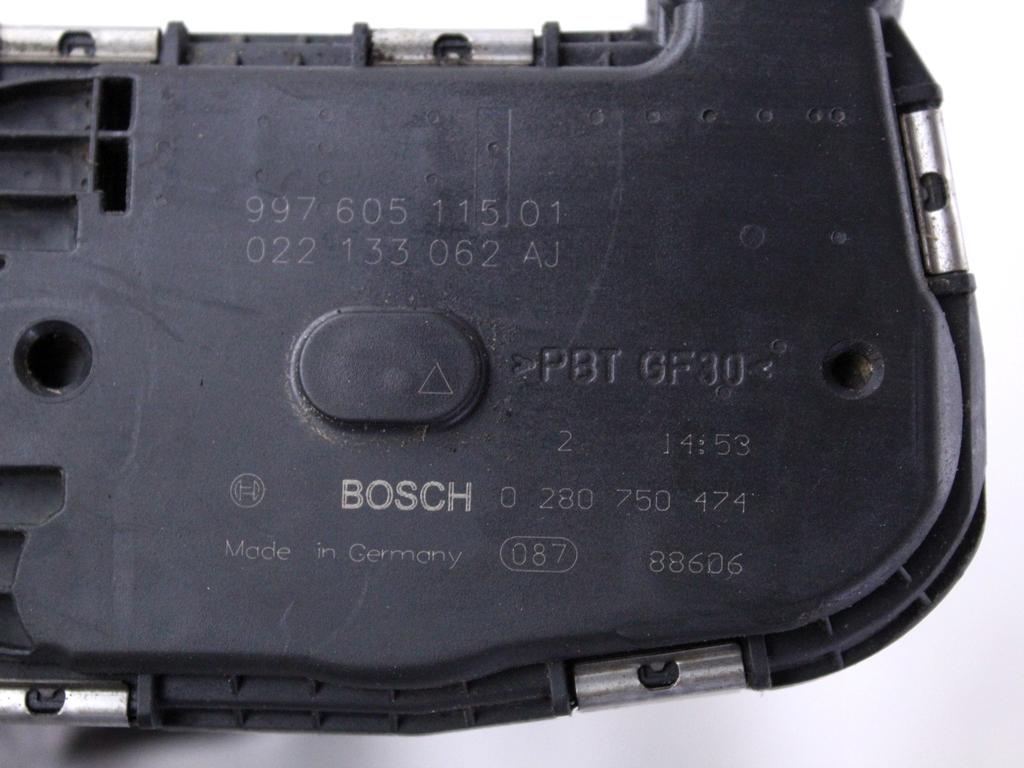 997 605 115 01
022 133 062 AJ
>PBT GF30<
2 14:53
BOSCH 0 280 750 474
Made in Germany 087 88606